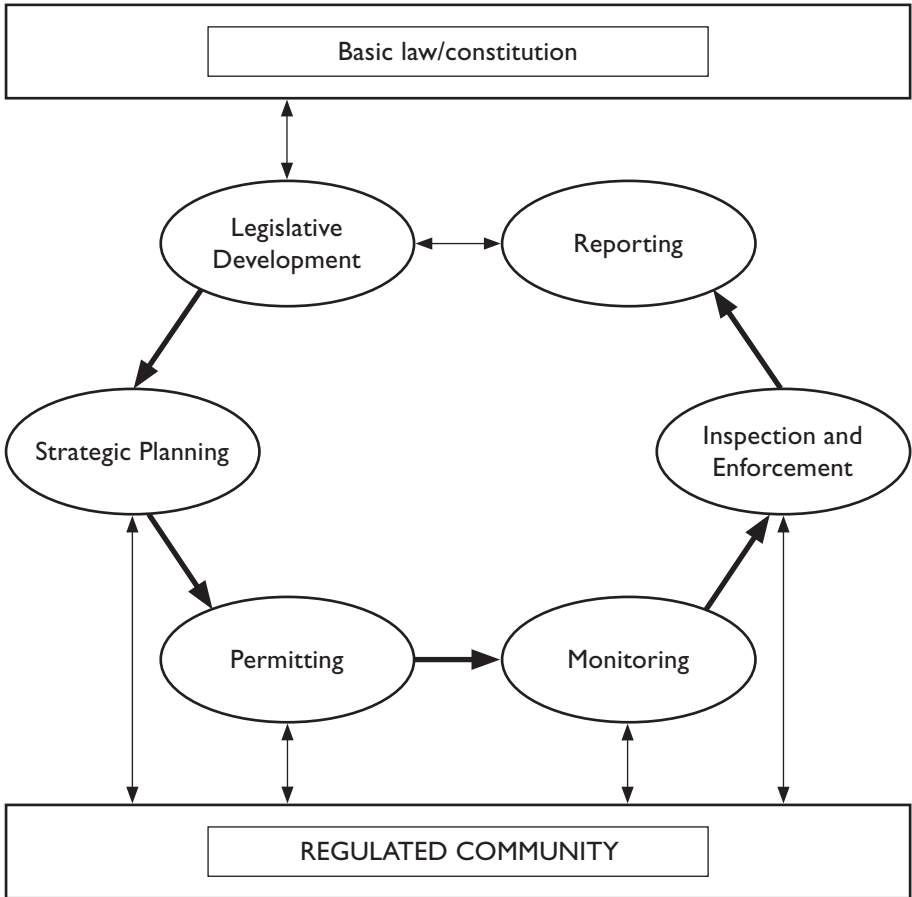 Basic law/constitution
Legislative
Development
Reporting
Strategic Planning
Inspection and
Enforcement
Permitting
Monitoring
REGULATED COMMUNITY